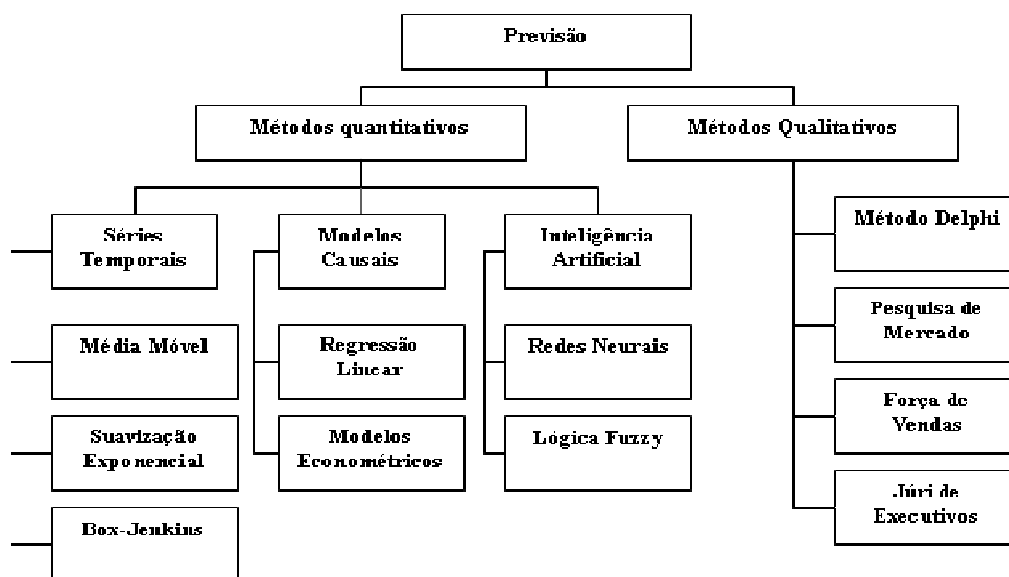 Previsão
Métodos quantitativos
Métodos Qualitativos
Séries
Temporais
Média Móvel
Suavização
Exponencial
Box-Jenkins
Modelos
Causais
Regressão
Linear
Modelos
Econométricos
Inteligência
Artificial
Redes Neurais
Lógica Fuzzy
Método Delphi
Pesquisa de
Mercado
Força de
Vendas
Júri de
Executivos